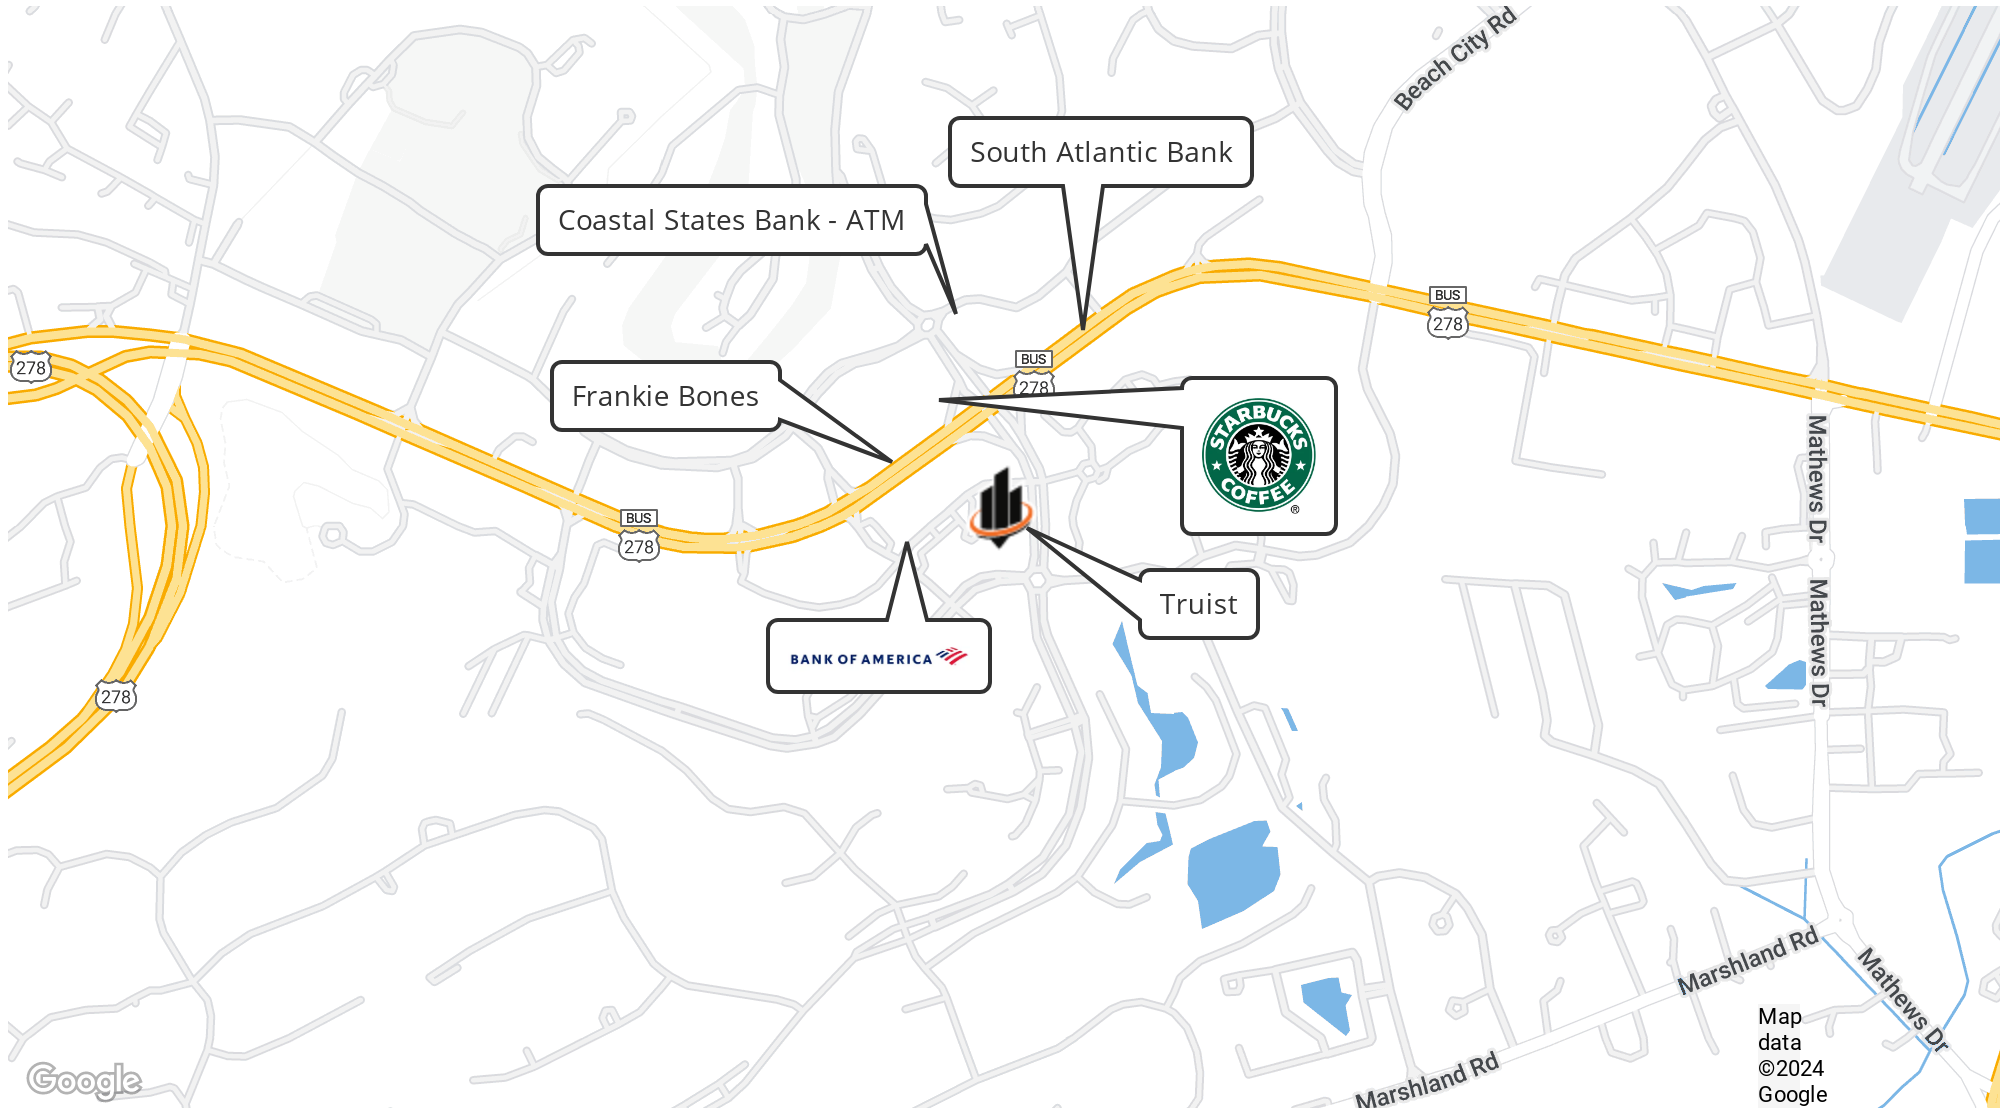 Beach City Rd
South Atlantic Bank
Coastal States Bank - ATM
BUS
278
BUS
278
278
Frankie Bones
STARBUCKS
COFFEE
®
Mathews Dr
BUS
278
Truist
BANK OF AMERICA
Mathews Dr
278
Marshland Rd
Mathews Dr
Map
data
©2024
Google
Marshland Rd
Google